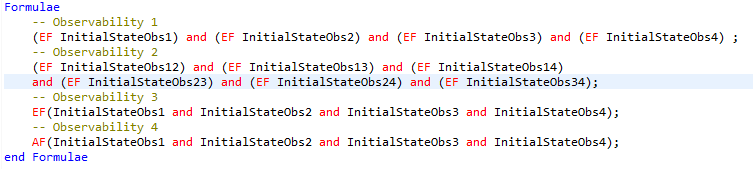 Formulae
-- Observability 1
(EF InitialStateObs1) and (EF InitialStateObs2) and (EF InitialStateObs3) and (EF InitialStateObs4) ;
-- Observability 2
(EF InitialStateObs12) and (EF InitialStateObs13) and (EF InitialStateObs14)
and (EF InitialStateObs23) and (EF InitialStateObs24) and (EF InitialStateObs34);
-- Observability 3
EF(InitialStateObs1 and InitialStateObs2 and InitialStateObs3 and InitialStateObs4);
-- Observability 4
AF(InitialStateObs1 and InitialStateObs2 and InitialStateObs3 and InitialStateObs4);
end Formulae